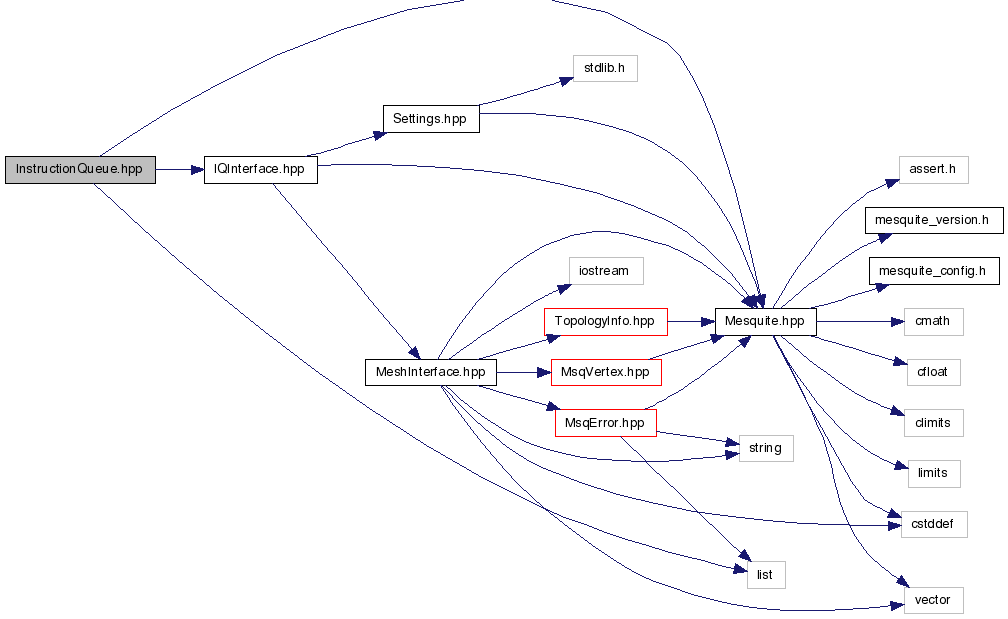 stdlib.h
Settings.hpp
InstructionQueue.hpp
IQInterface.hpp
assert.h
mesquite_version.h
iostream
mesquite_config.h
TopologyInfo.hpp
Mesquite.hpp
cmath
MeshInterface.hpp
MsqVertex.hpp
cfloat
MsqError.hpp
climits
string
limits
cstddef
list
vector